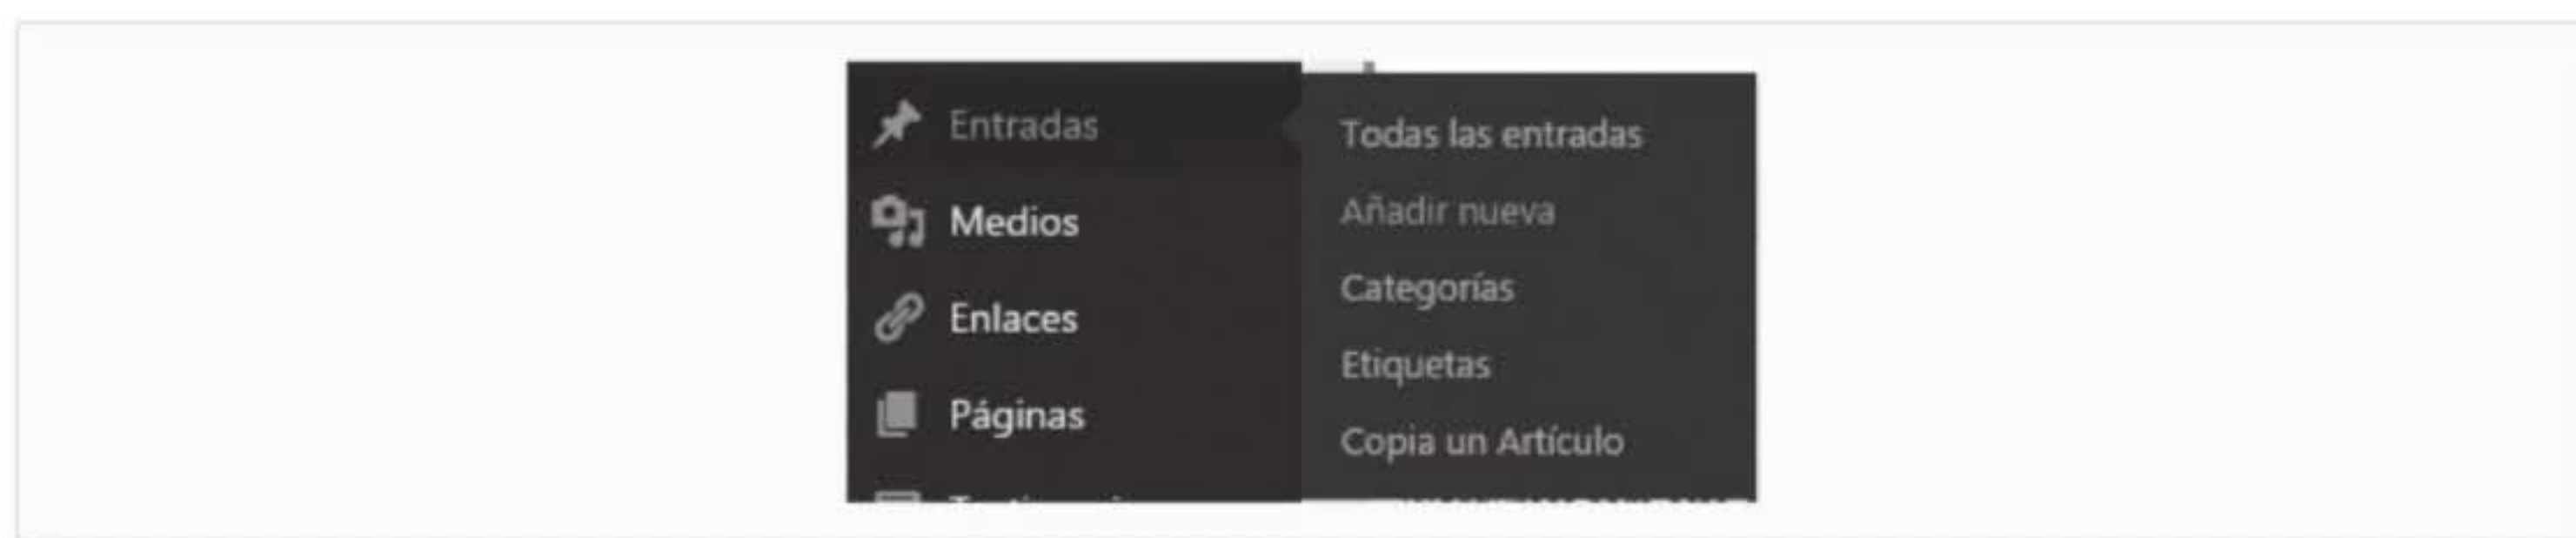 Entradas
Medios
Enlaces
Páginas
Todas las entradas
Añadir nueva
Categorías
Etiquetas
Copia un Artículo